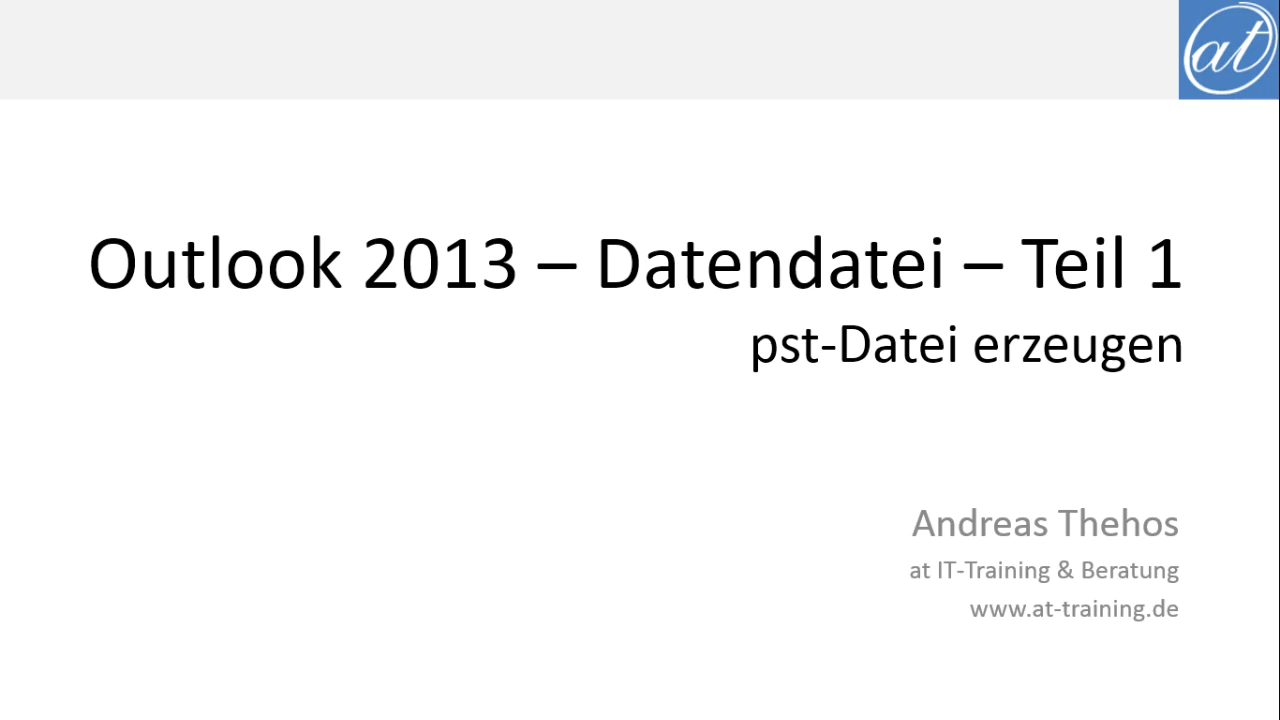 at
Outlook 2013 – Datendatei – Teil 1
pst-Datei erzeugen
Andreas Thehos
at IT-Training & Beratung
www.at-training.de